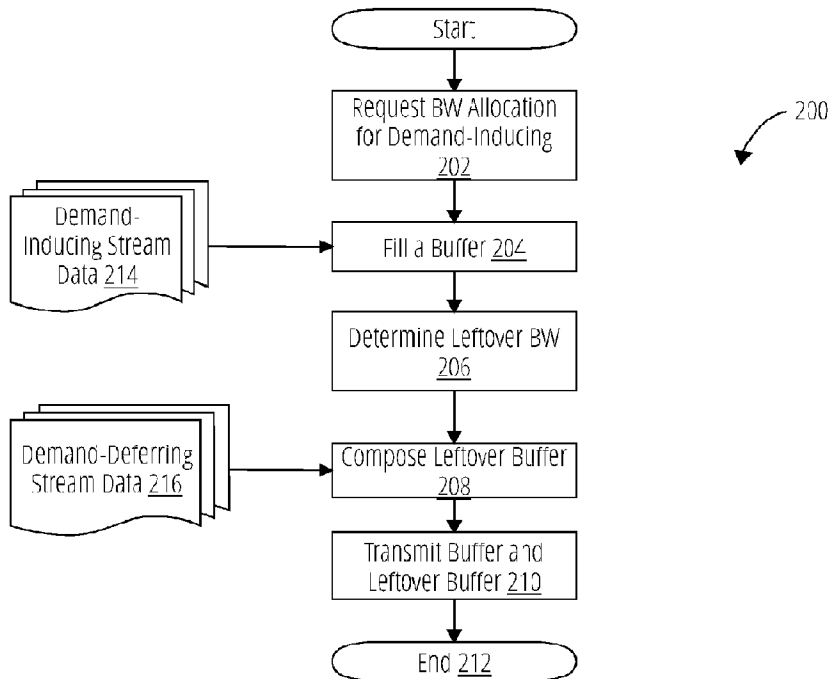 Start
Request BW Allocation
for Demand-Inducing
202
200
Demand-
Inducing Stream
Data 214
Fill a Buffer 204
Determine Leftover BW
206
Demand-Deferring
Stream Data 216
Compose Leftover Buffer
208
Transmit Buffer and
Leftover Buffer 210
End 212